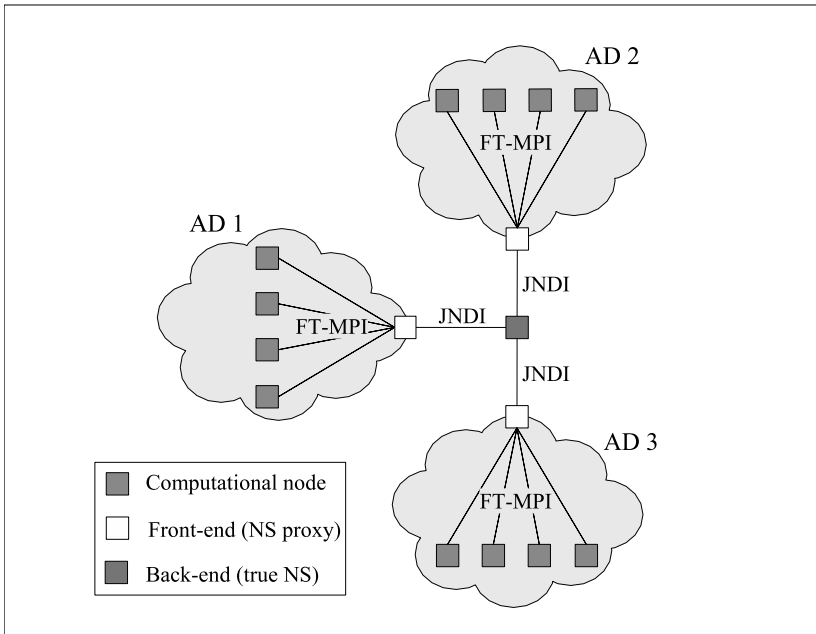 AD 2
FT-MPI
AD 1
JNDI
FT-MPI
JNDI
JNDI
AD 3
FT-MPI
Computational node
Front-end (NS proxy)
Back-end (true NS)